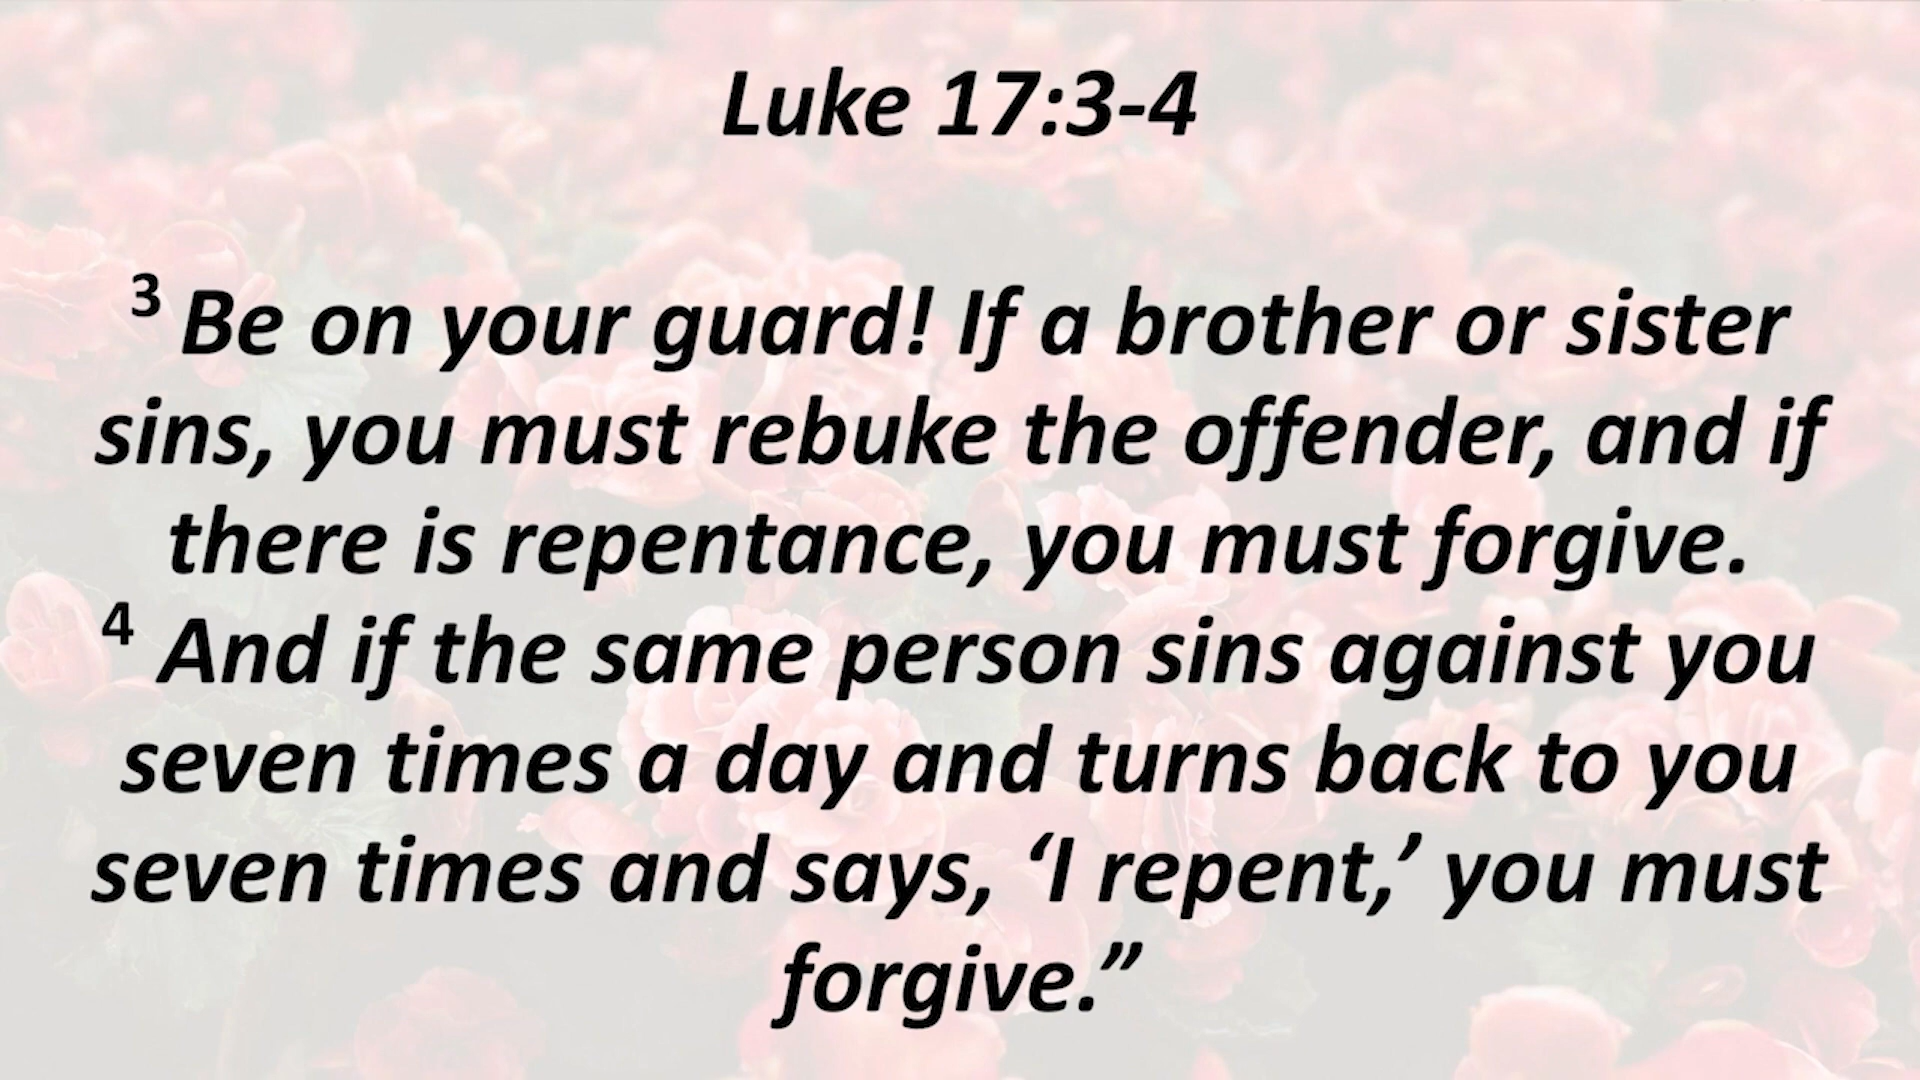 Luke 17:3-4
³ Be on your guard! If a brother or sister
sins, you must rebuke the offender, and if
there is repentance, you must forgive.
⁴ And if the same person sins against you
seven times a day and turns back to you
seven times and says, ‘I repent,’ you must
forgive.”